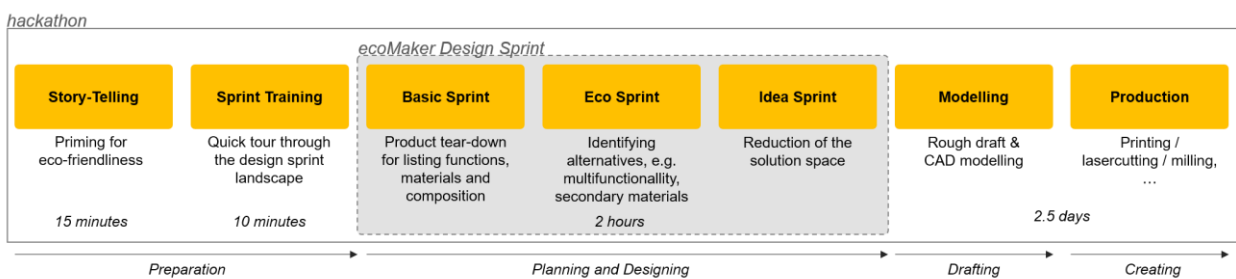 hackathon
ecoMaker Design Sprint
Story-Telling
Priming for
eco-friendliness
15 minutes
Sprint Training
Quick tour through
the design sprint
landscape
10 minutes
Basic Sprint
Product tear-down
for listing functions,
materials and
composition
Eco Sprint
Identifying
alternatives, e.g.
multifunctionallity,
secondary materials
2 hours
Idea Sprint
Reduction of the
solution space
Modelling
Rough draft &
CAD modelling
Production
Printing /
lasercutting / milling,
…
2.5 days
Preparation
Planning and Designing
Drafting
Creating